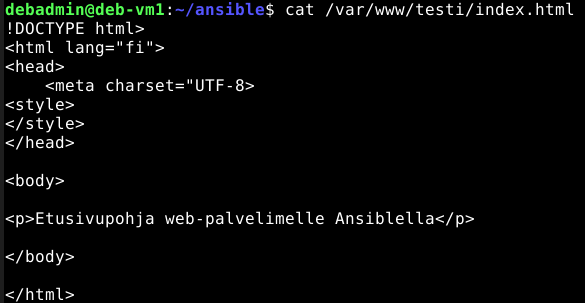 debadmin@deb-vm1:~/ansible$ cat /var/www/testi/index.html
!DOCTYPE html>
<html lang="fi">
<head>
    <meta charset="UTF-8>
<style>
</style>
</head>

<body>

<p>Etusivupohja web-palvelimelle Ansiblella</p>

</body>

</html>